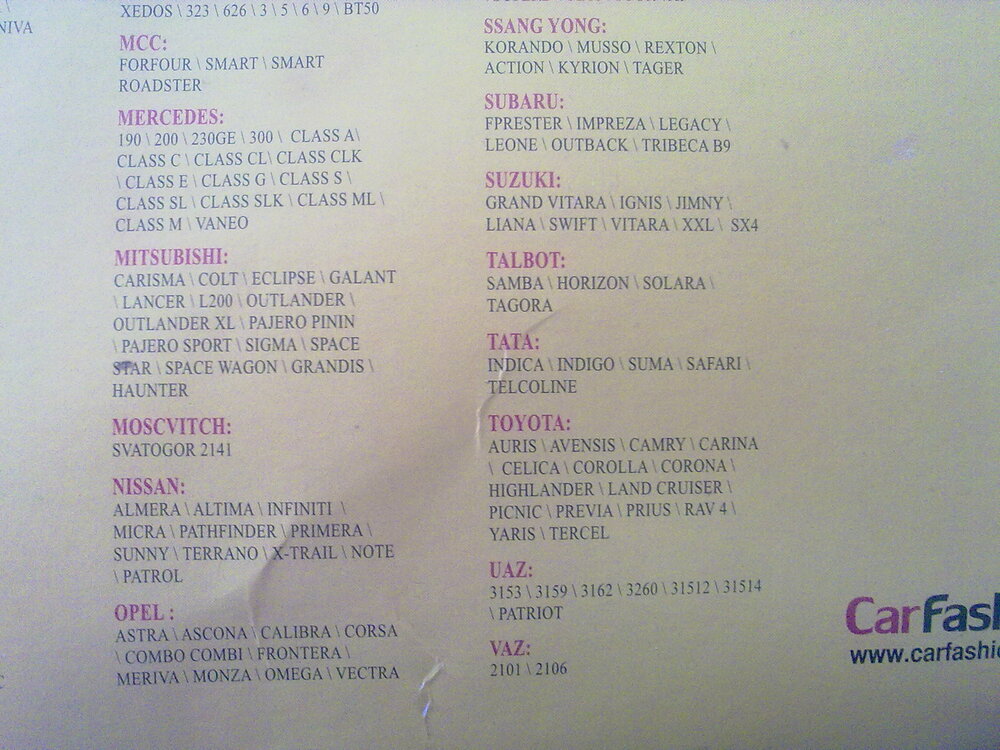 NIVA
XEDOS \ 323 \ 626 \ 3 \ 5 \ 6 \ 9 \ BT50
MCC:
FORFOUR \ SMART \ SMART
ROADSTER
MERCEDES:
190 \ 200 \ 230GE \ 300 \ CLASS A\
CLASS C \ CLASS CL\ CLASS CLK
\ CLASS E \ CLASS G \ CLASS S \
CLASS SL \ CLASS SLK \ CLASS ML \
CLASS M \ VANEO
MITSUBISHI:
CARISMA \ COLT \ ECLIPSE \ GALANT
\ LANCER \ L200 \ OUTLANDER \
OUTLANDER XL \ PAJERO PININ
\ PAJERO SPORT \ SIGMA \ SPACE
STAR \ SPACE WAGON \ GRANDIS \
HAUNTER
MOSCVITCH:
SVATOGOR 2141
NISSAN:
ALMERA \ ALTIMA \ INFINITI \
MICRA \ PATHFINDER \ PRIMERA \
SUNNY \ TERRANO \ X-TRAIL \ NOTE
\ PATROL
OPEL :
ASTRA \ ASCONA \ CALIBRA \ CORSA
\ COMBO COMBI \ FRONTERA \
MERIVA \ MONZA \ OMEGA \ VECTRA
SSANG YONG:
KORANDO \ MUSSO \ REXTON \
ACTION \ KYRION \ TAGER
SUBARU:
FPRESTER \ IMPREZA \ LEGACY \
LEONE \ OUTBACK \ TRIBECA B9
SUZUKI:
GRAND VITARA \ IGNIS \ JIMNY \
LIANA \ SWIFT \ VITARA \ XXL \ SX4
TALBOT:
SAMBA \ HORIZON \ SOLARA \
TAGORA
TATA:
INDICA \ INDIGO \ SUMA \ SAFARI \
TELCOLINE
TOYOTA:
AURIS \ AVENSIS \ CAMRY \ CARINA
\ CELICA \ COROLLA \ CORONA \
HIGHLANDER \ LAND CRUISER \
PICNIC \ PREVIA \ PRIUS \ RAV 4 \
YARIS \ TERCEL
UAZ:
3153 \ 3159 \ 3162 \ 3260 \ 31512 \ 31514
\ PATRIOT
VAZ:
2101 \ 2106
CarFash
www.carfashio